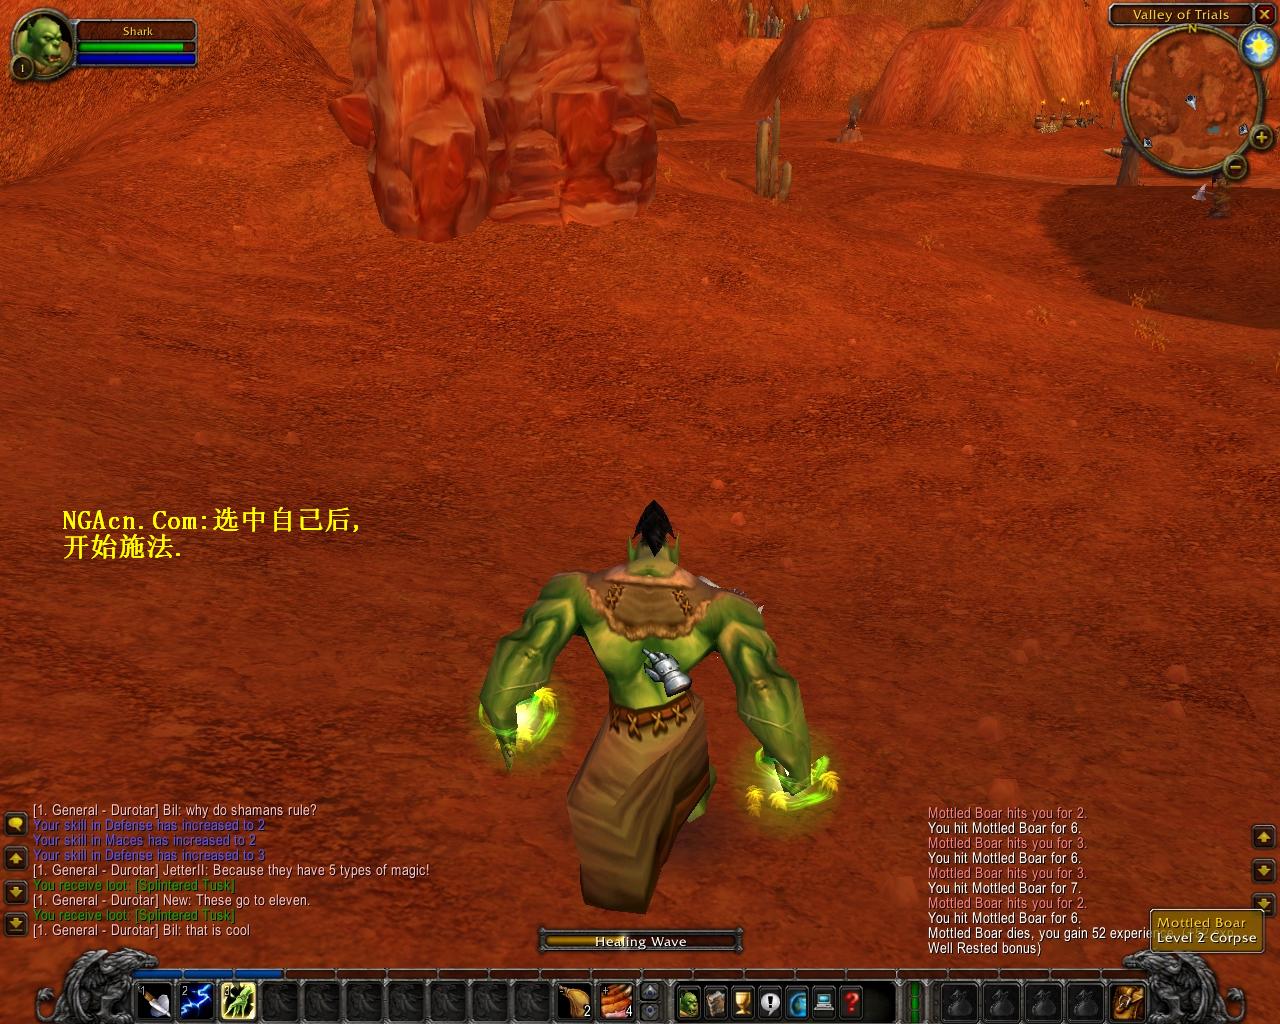 Shark
1
Valley of Trials
N
NGAcn.Com:选中自己后,
开始施法.
[1. General - Durotar] Bil: why do shamans rule?
Your skill in Defense has increased to 2
Your skill in Maces has increased to 2
Your skill in Defense has increased to 3
[1. General - Durotar] JetterII: Because they have 5 types of magic!
You receive loot: [Splintered Tusk]
[1. General - Durotar] New: These go to eleven.
You receive loot: [Splintered Tusk]
[1. General - Durotar] Bil: that is cool
Mottled Boar hits you for 2.
You hit Mottled Boar for 6.
Mottled Boar hits you for 3.
You hit Mottled Boar for 6.
Mottled Boar hits you for 3.
You hit Mottled Boar for 7.
Mottled Boar hits you for 2.
You hit Mottled Boar for 6.
Mottled Boar dies, you gain 52
Well Rested bonus)
Mottled Boar
Level 2 Corpse
Healing Wave
1
2
3
2
4